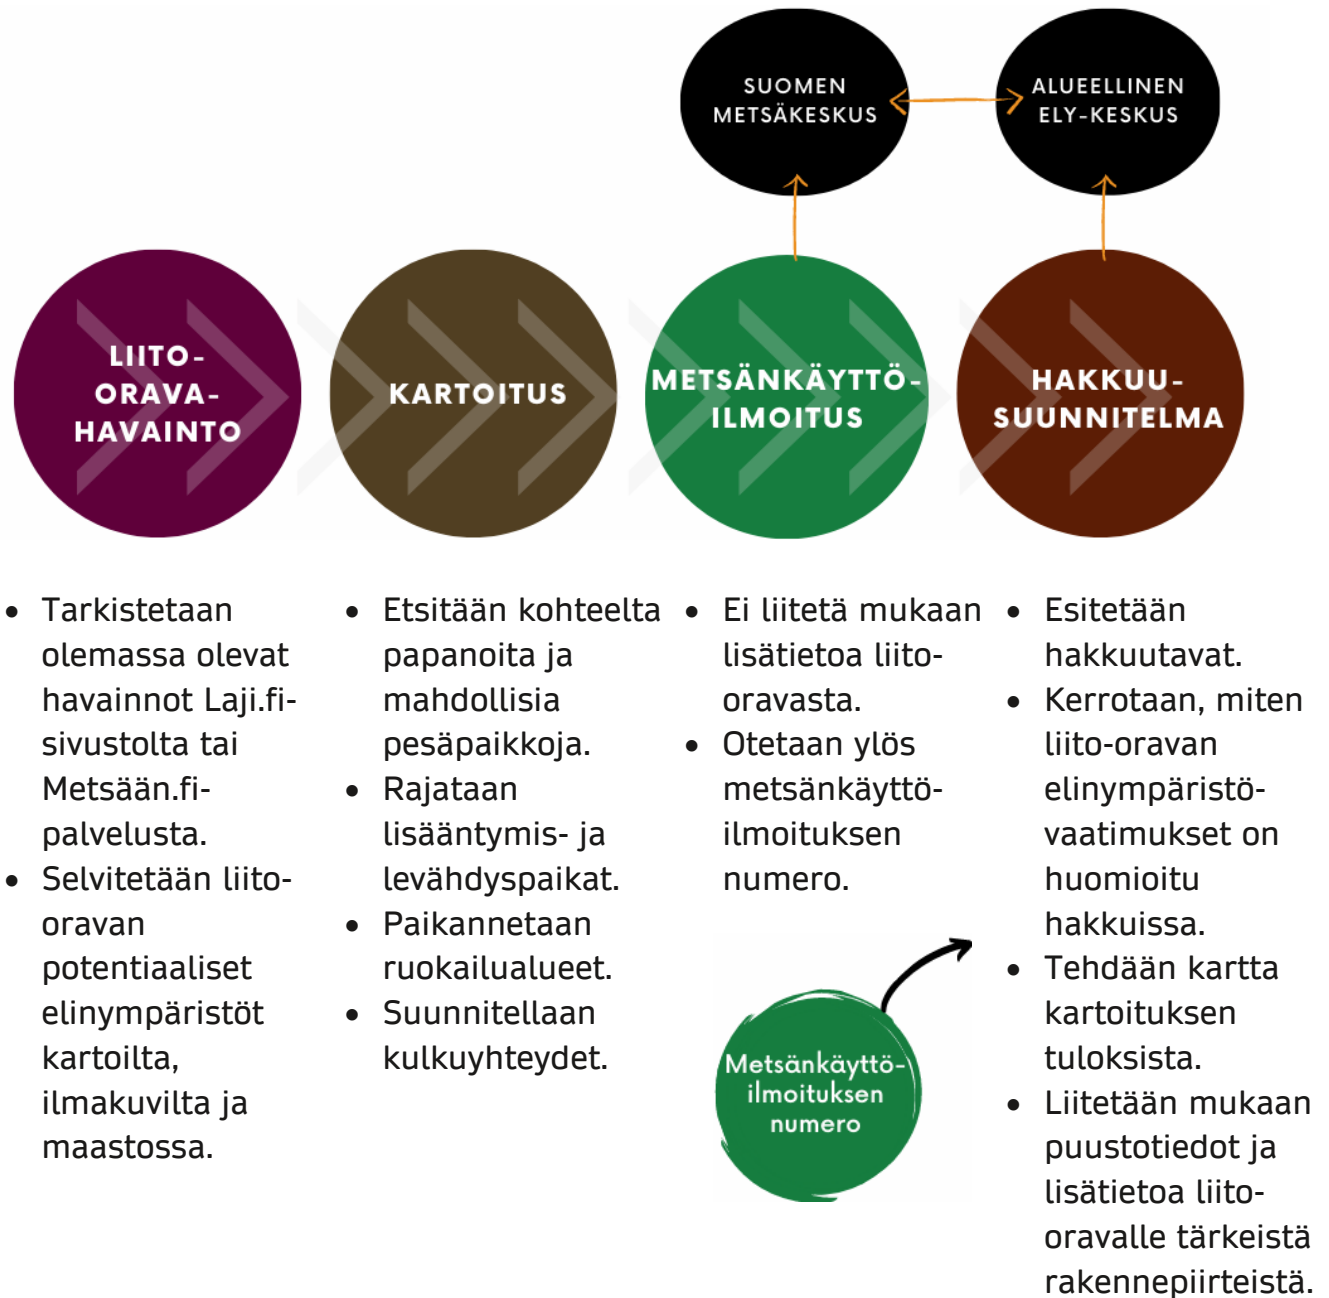 SUOMEN
METSÄKESKUS
ALUEELLINEN
ELY-KESKUS
LIITO-
ORAVA-
HAVAINTO
KARTOITUS
METSÄNKÄYTTÖ-
ILMOITUS
HAKKUU-
SUUNNITELMA
• Tarkistetaan
olemassa olevat
havainnot Laji.fi-
sivustolta tai
Metsään.fi-
palvelusta.
• Selvitetään liito-
oravan
potentiaaliset
elinympäristöt
kartoilta,
ilmakuvilta ja
maastossa.
• Etsitään kohteelta
papanoita ja
mahdollisia
pesäpaikkoja.
• Rajataan
lisääntymis- ja
levähdyspaikat.
• Paikannetaan
ruokailualueet.
• Suunnitellaan
kulkuyhteydet.
• Ei liitetä mukaan
lisätietoa liito-
oravasta.
• Otetaan ylös
metsänkäyttö-
ilmoituksen
numero.
Metsänkäyttö-
ilmoituksen
numero
• Esitetään
hakkuutavat.
• Kerrotaan, miten
liito-oravan
elinympäristö-
vaatimukset on
huomioitu
hakkuissa.
• Tehdään kartta
kartoituksen
tuloksista.
• Liitetään mukaan
puustotiedot ja
lisätietoa liito-
oravalle tärkeistä
rakennepiirteistä.